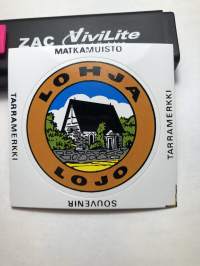 ZAC ViviLite
MATKAMUISTO
LOHJA
TARRAMERKKI
TARRAMERKKI
LOJO
SOUVENIR